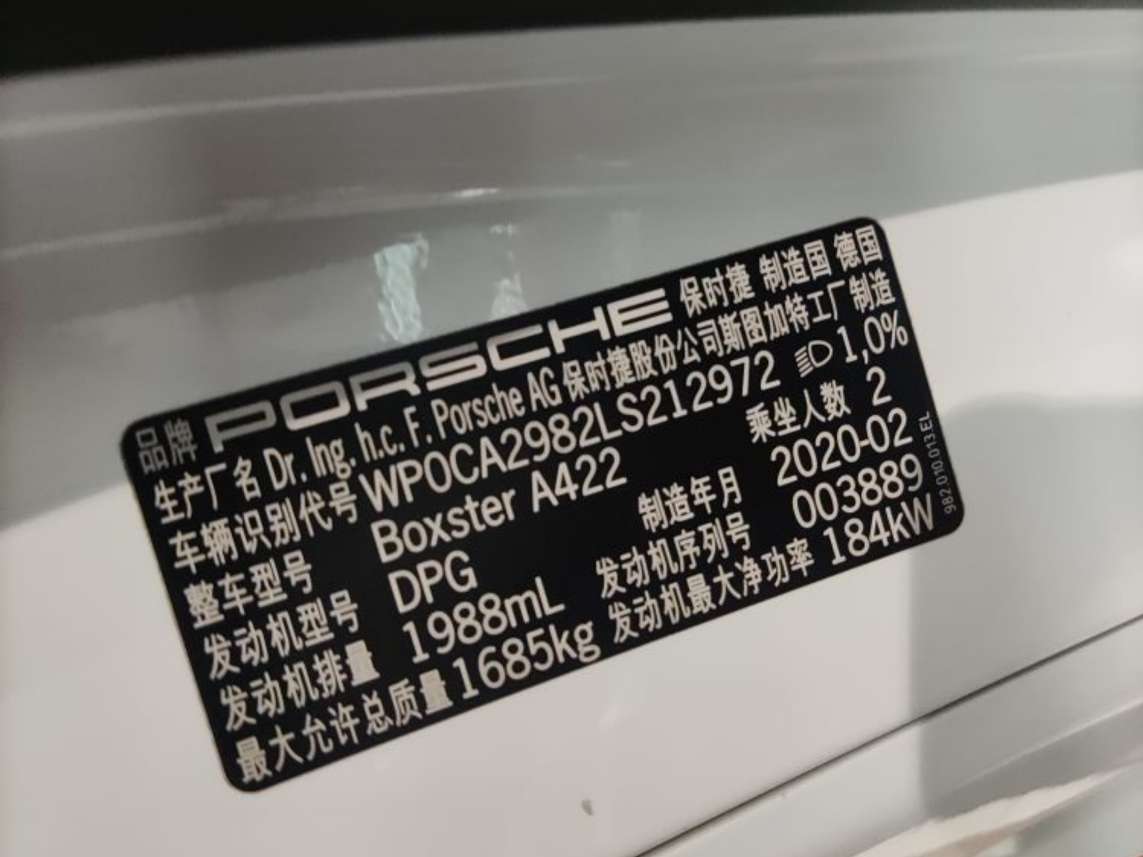 品牌 PORSCHE 保时捷 制造国 德国
生产厂名 Dr. Ing. h.c. F. Porsche AG 保时捷股份公司斯图加特工厂制造
车辆识别代号 WP0CA2982LS212972 1,0%
整车型号 Boxster A422 乘坐人数 2
发动机型号 DPG 制造年月 2020-02
发动机排量 1988mL 发动机序列号 003889
最大允许总质量 1685kg 发动机最大净功率 184kW
982.010.013.EL